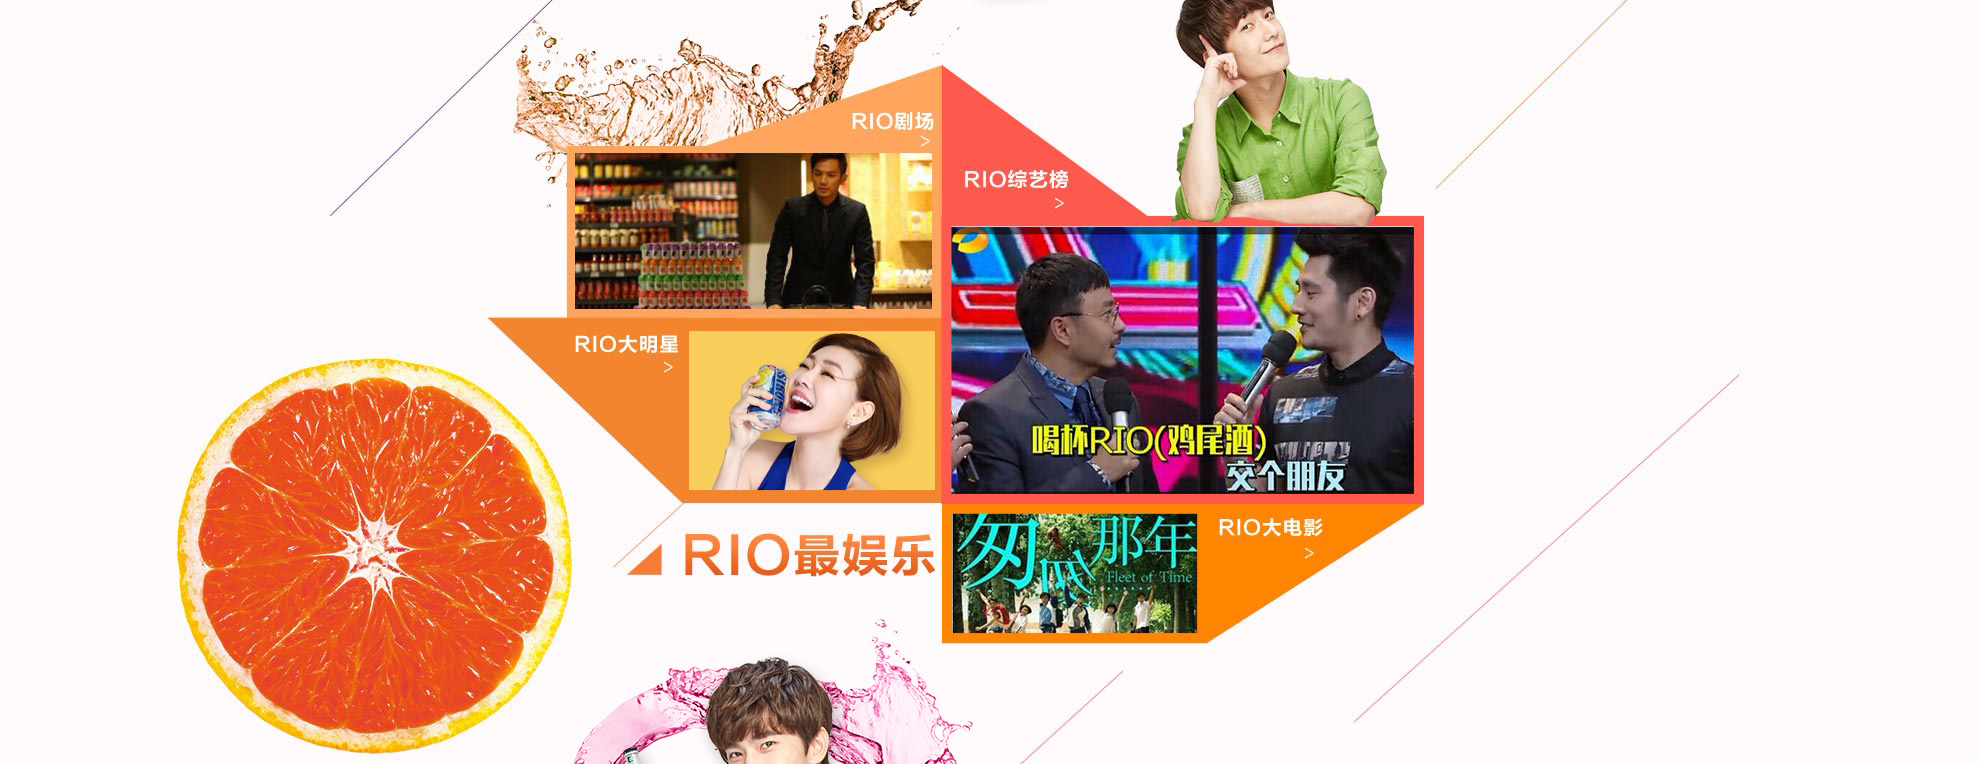 RIO剧场
>
RIO综艺榜
>
RIO大明星
>
喝杯RIO(鸡尾酒)
交个朋友
RIO最娱乐
匆匆那年
Fleet of Time
RIO大电影
>